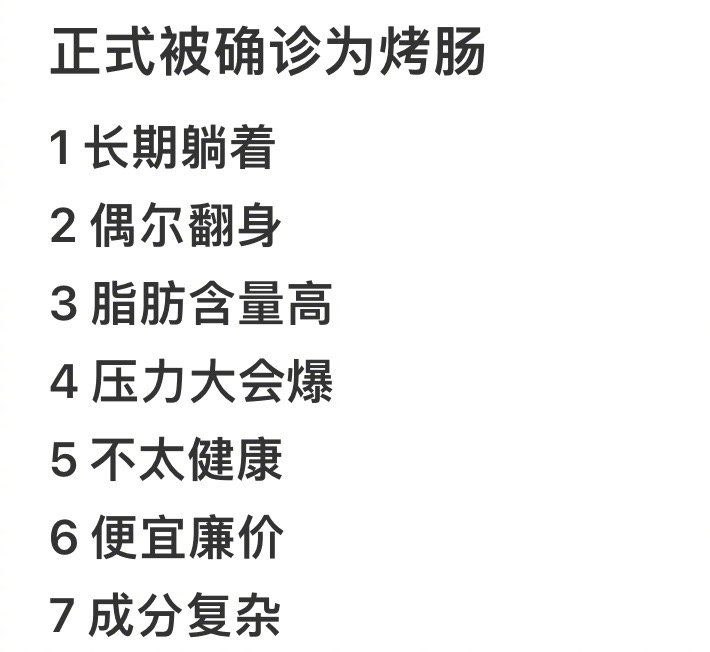 正式被确诊为烤肠
1 长期躺着
2 偶尔翻身
3 脂肪含量高
4 压力大会爆
5 不太健康
6 便宜廉价
7 成分复杂